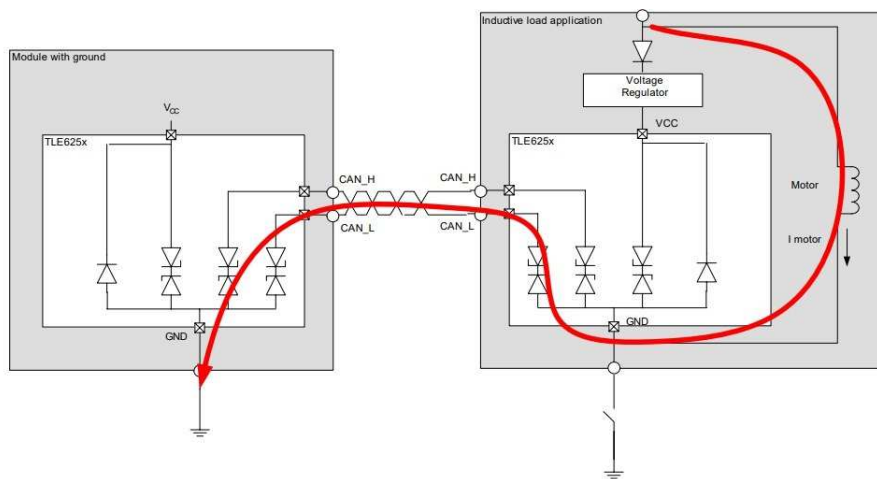 Module with ground
V_CC
TLE625x
GND
CAN_H
CAN_L
Inductive load application
Voltage
Regulator
VCC
TLE625x
CAN_H
CAN_L
GND
Motor
I motor